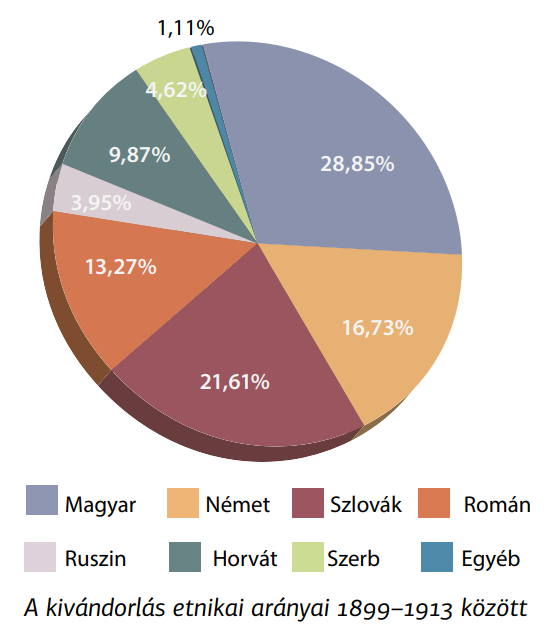 1,11%
4,62%
28,85%
9,87%
3,95%
13,27%
16,73%
21,61%
Magyar Német Szlovák Román
Ruszin Horvát Szerb Egyéb
A kivándorlás etnikai arányai 1899–1913 között